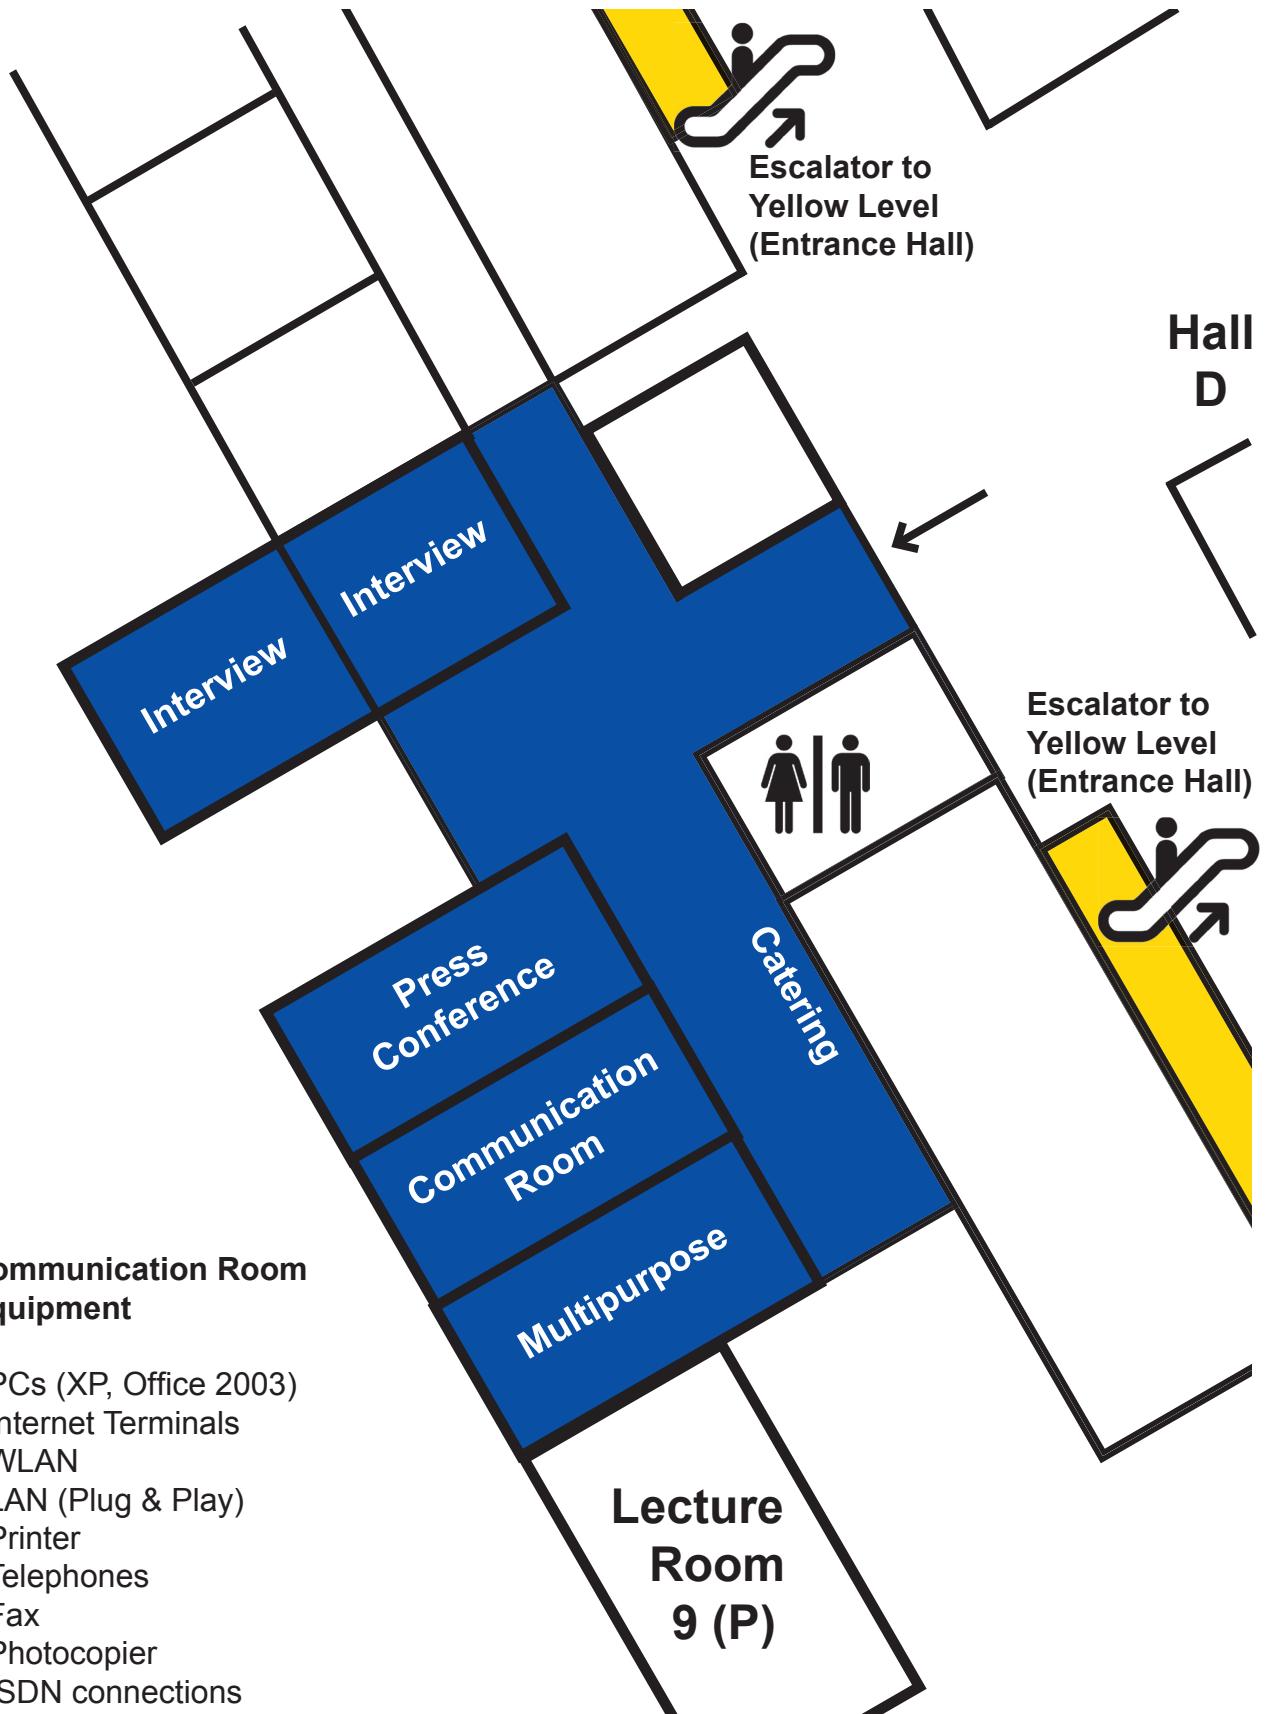 Escalator to
Yellow Level
(Entrance Hall)
Hall
D
Interview
Interview
Escalator to
Yellow Level
(Entrance Hall)
Press
Conference
Catering
Communication
Room
Multipurpose
ommunication Room
quipment
PCs (XP, Office 2003)
nternet Terminals
WLAN
LAN (Plug & Play)
Printer
Telephones
Fax
Photocopier
SDN connections
Lecture
Room
9 (P)